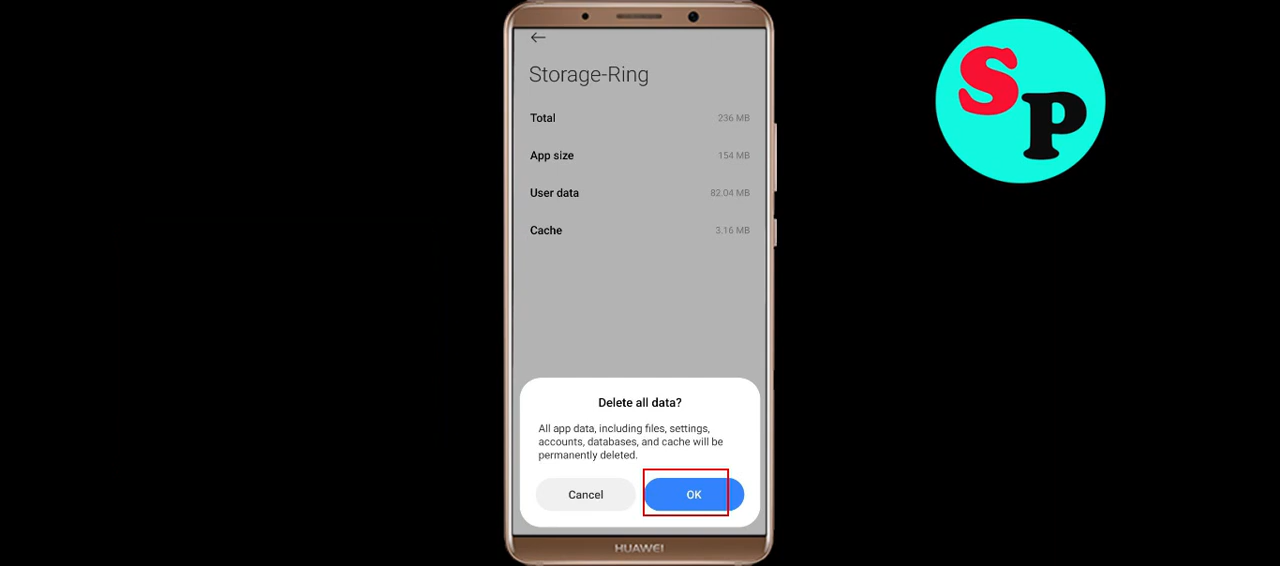 Storage-Ring
Total 236 MB
App size 154 MB
User data 82.04 MB
Cache 3.16 MB
Delete all data?
All app data, including files, settings,
accounts, databases, and cache will be
permanently deleted.
Cancel OK
HUAWEI
SP